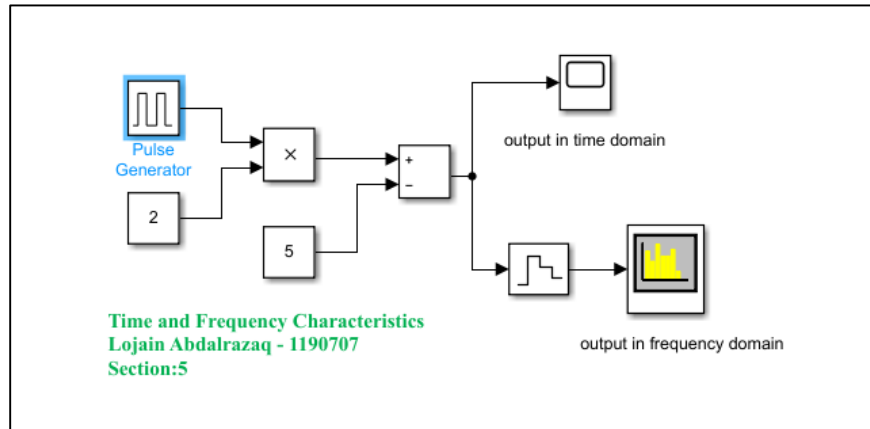 Pulse
Generator
×
2
5
+
−
output in time domain
output in frequency domain
Time and Frequency Characteristics
Lojain Abdalrazaq - 1190707
Section:5